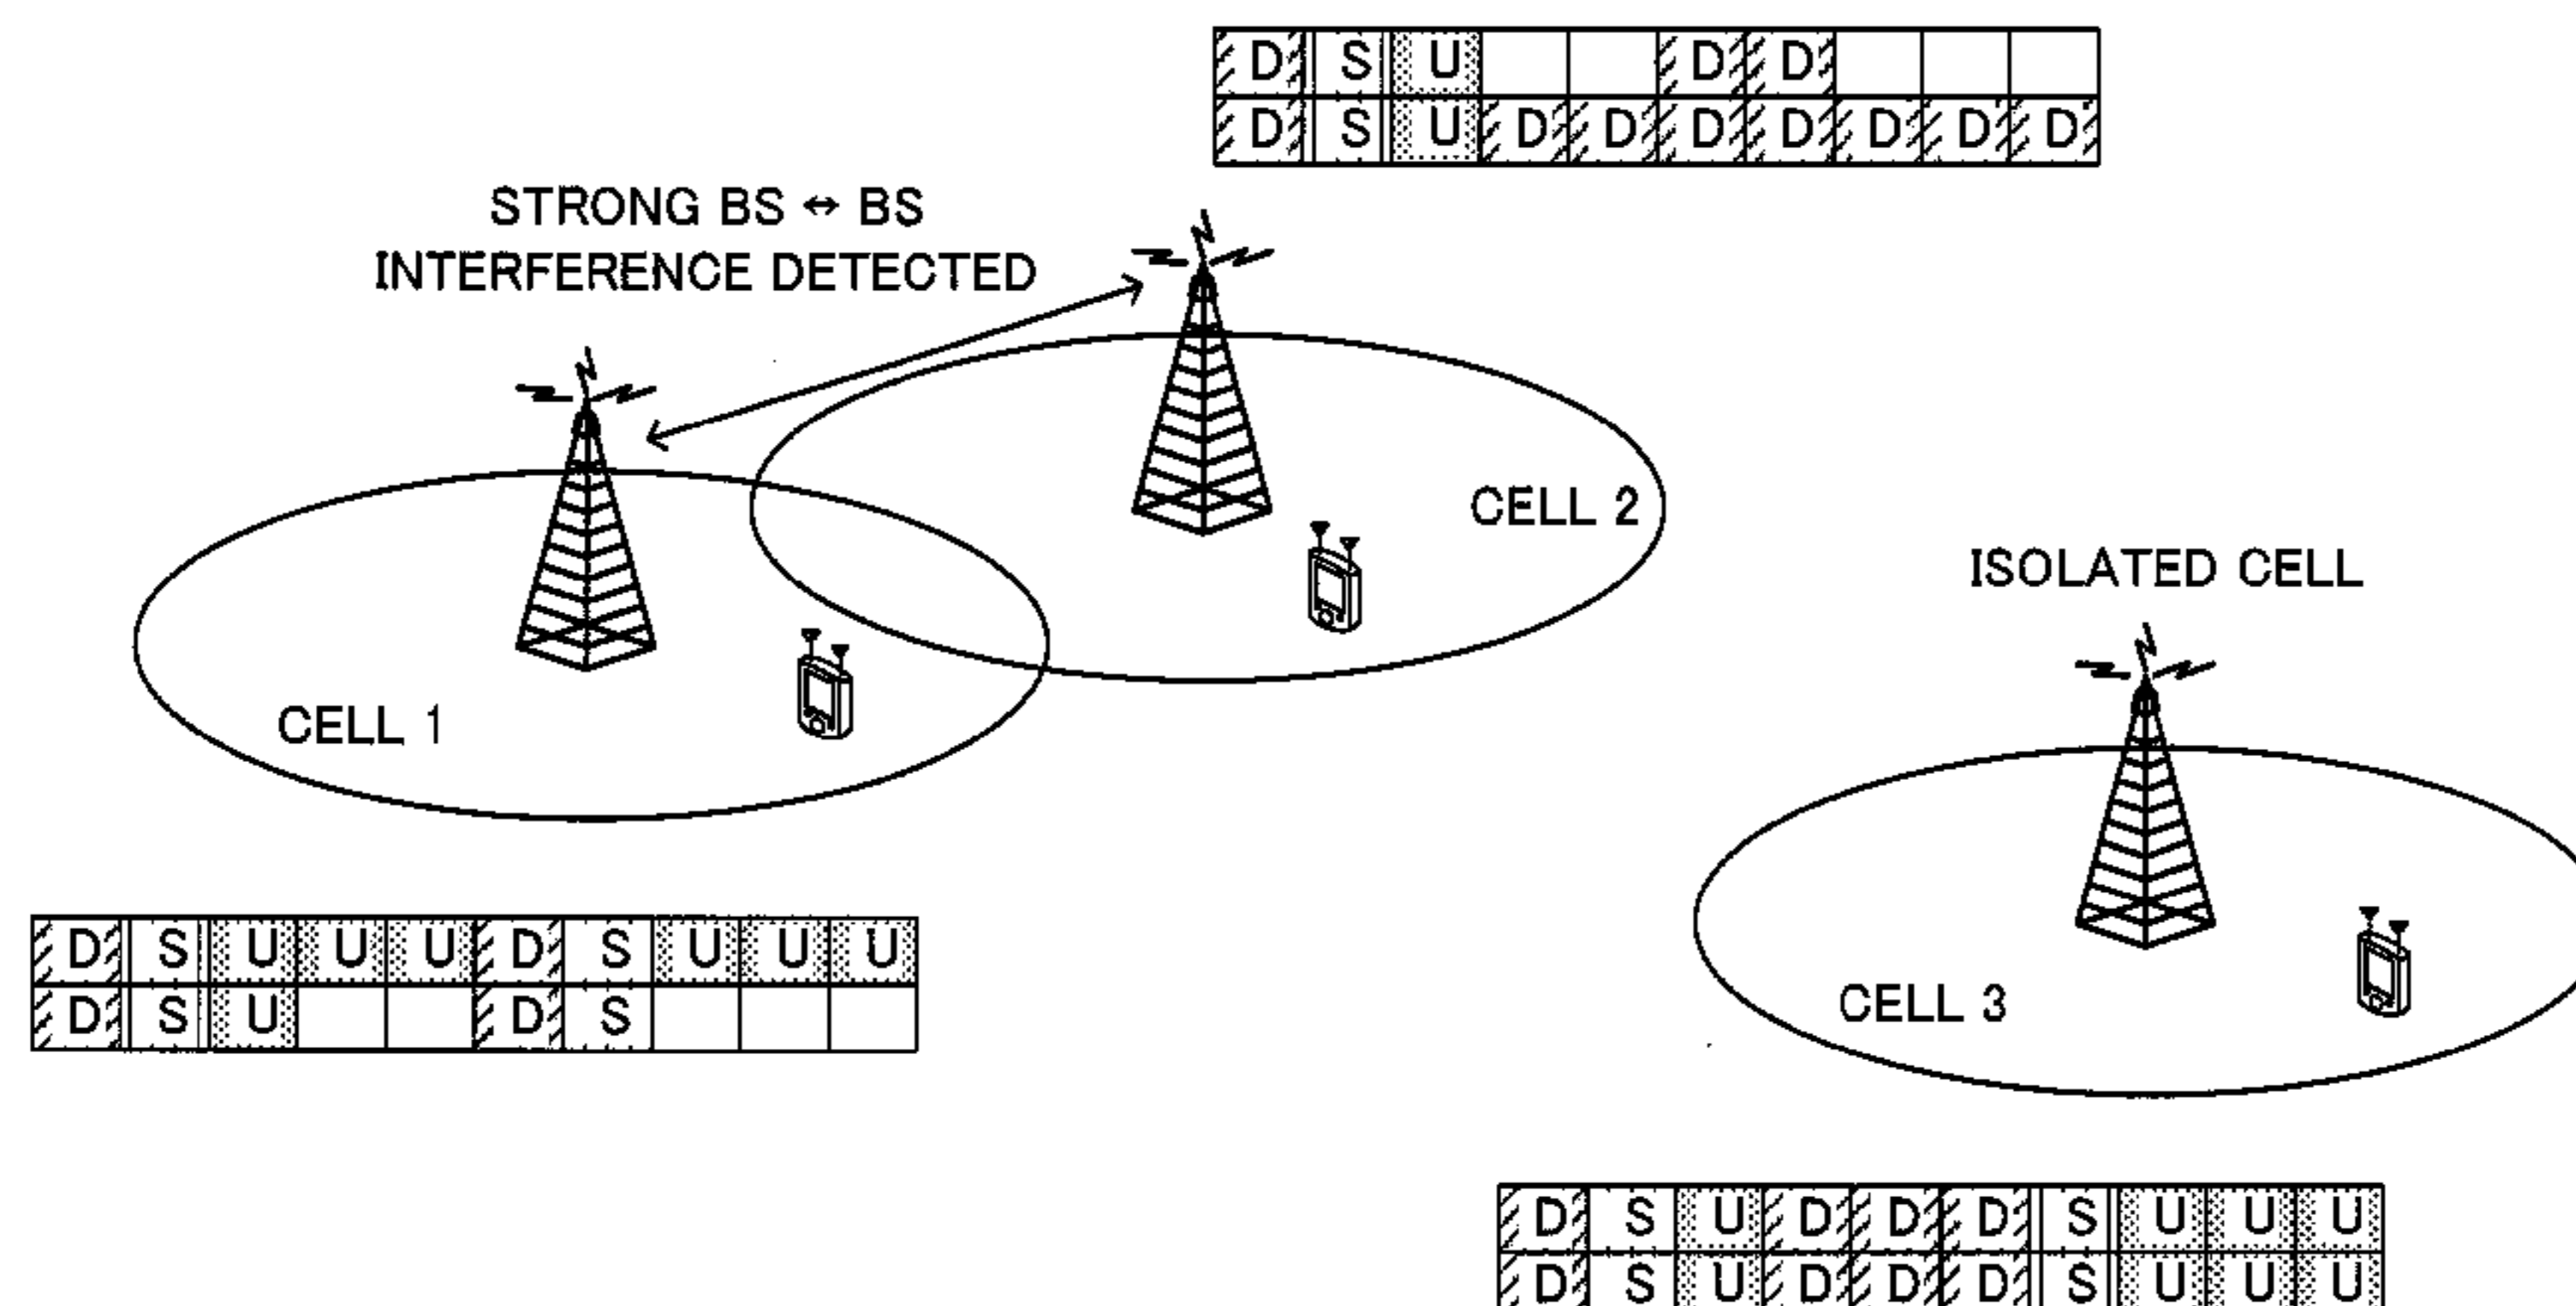 D S U D D
D S U D D D D D D D
STRONG BS ↔ BS
INTERFERENCE DETECTED
CELL 2
ISOLATED CELL
CELL 1
D S U U U D S U U U
D S U D S
CELL 3
D S U D D D S U U U
D S U D D D S U U U